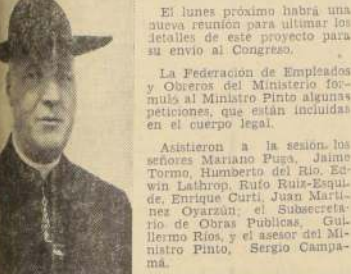 El lunes próximo habrá una
nueva reunión para ultimar los
detalles de este proyecto para
su envío al Congreso.
La Federación de Empleados
y Obreros del Ministerio for-
muló al Ministro Pinto algunas
peticiones, que están incluidas
en el cuerpo legal.
Asistieron a la sesión los
señores Mariano Puga, Jaime
Tormo, Humberto del Río, Ed-
win Lathrop, Rufo Ruiz-Esqui-
de, Enrique Curti, Juan Martí-
nez Oyarzún; el Subsecreta-
rio de Obras Públicas, Gui-
llermo Ríos, y el asesor del Mi-
nistro Pinto, Sergio Campa-
má.